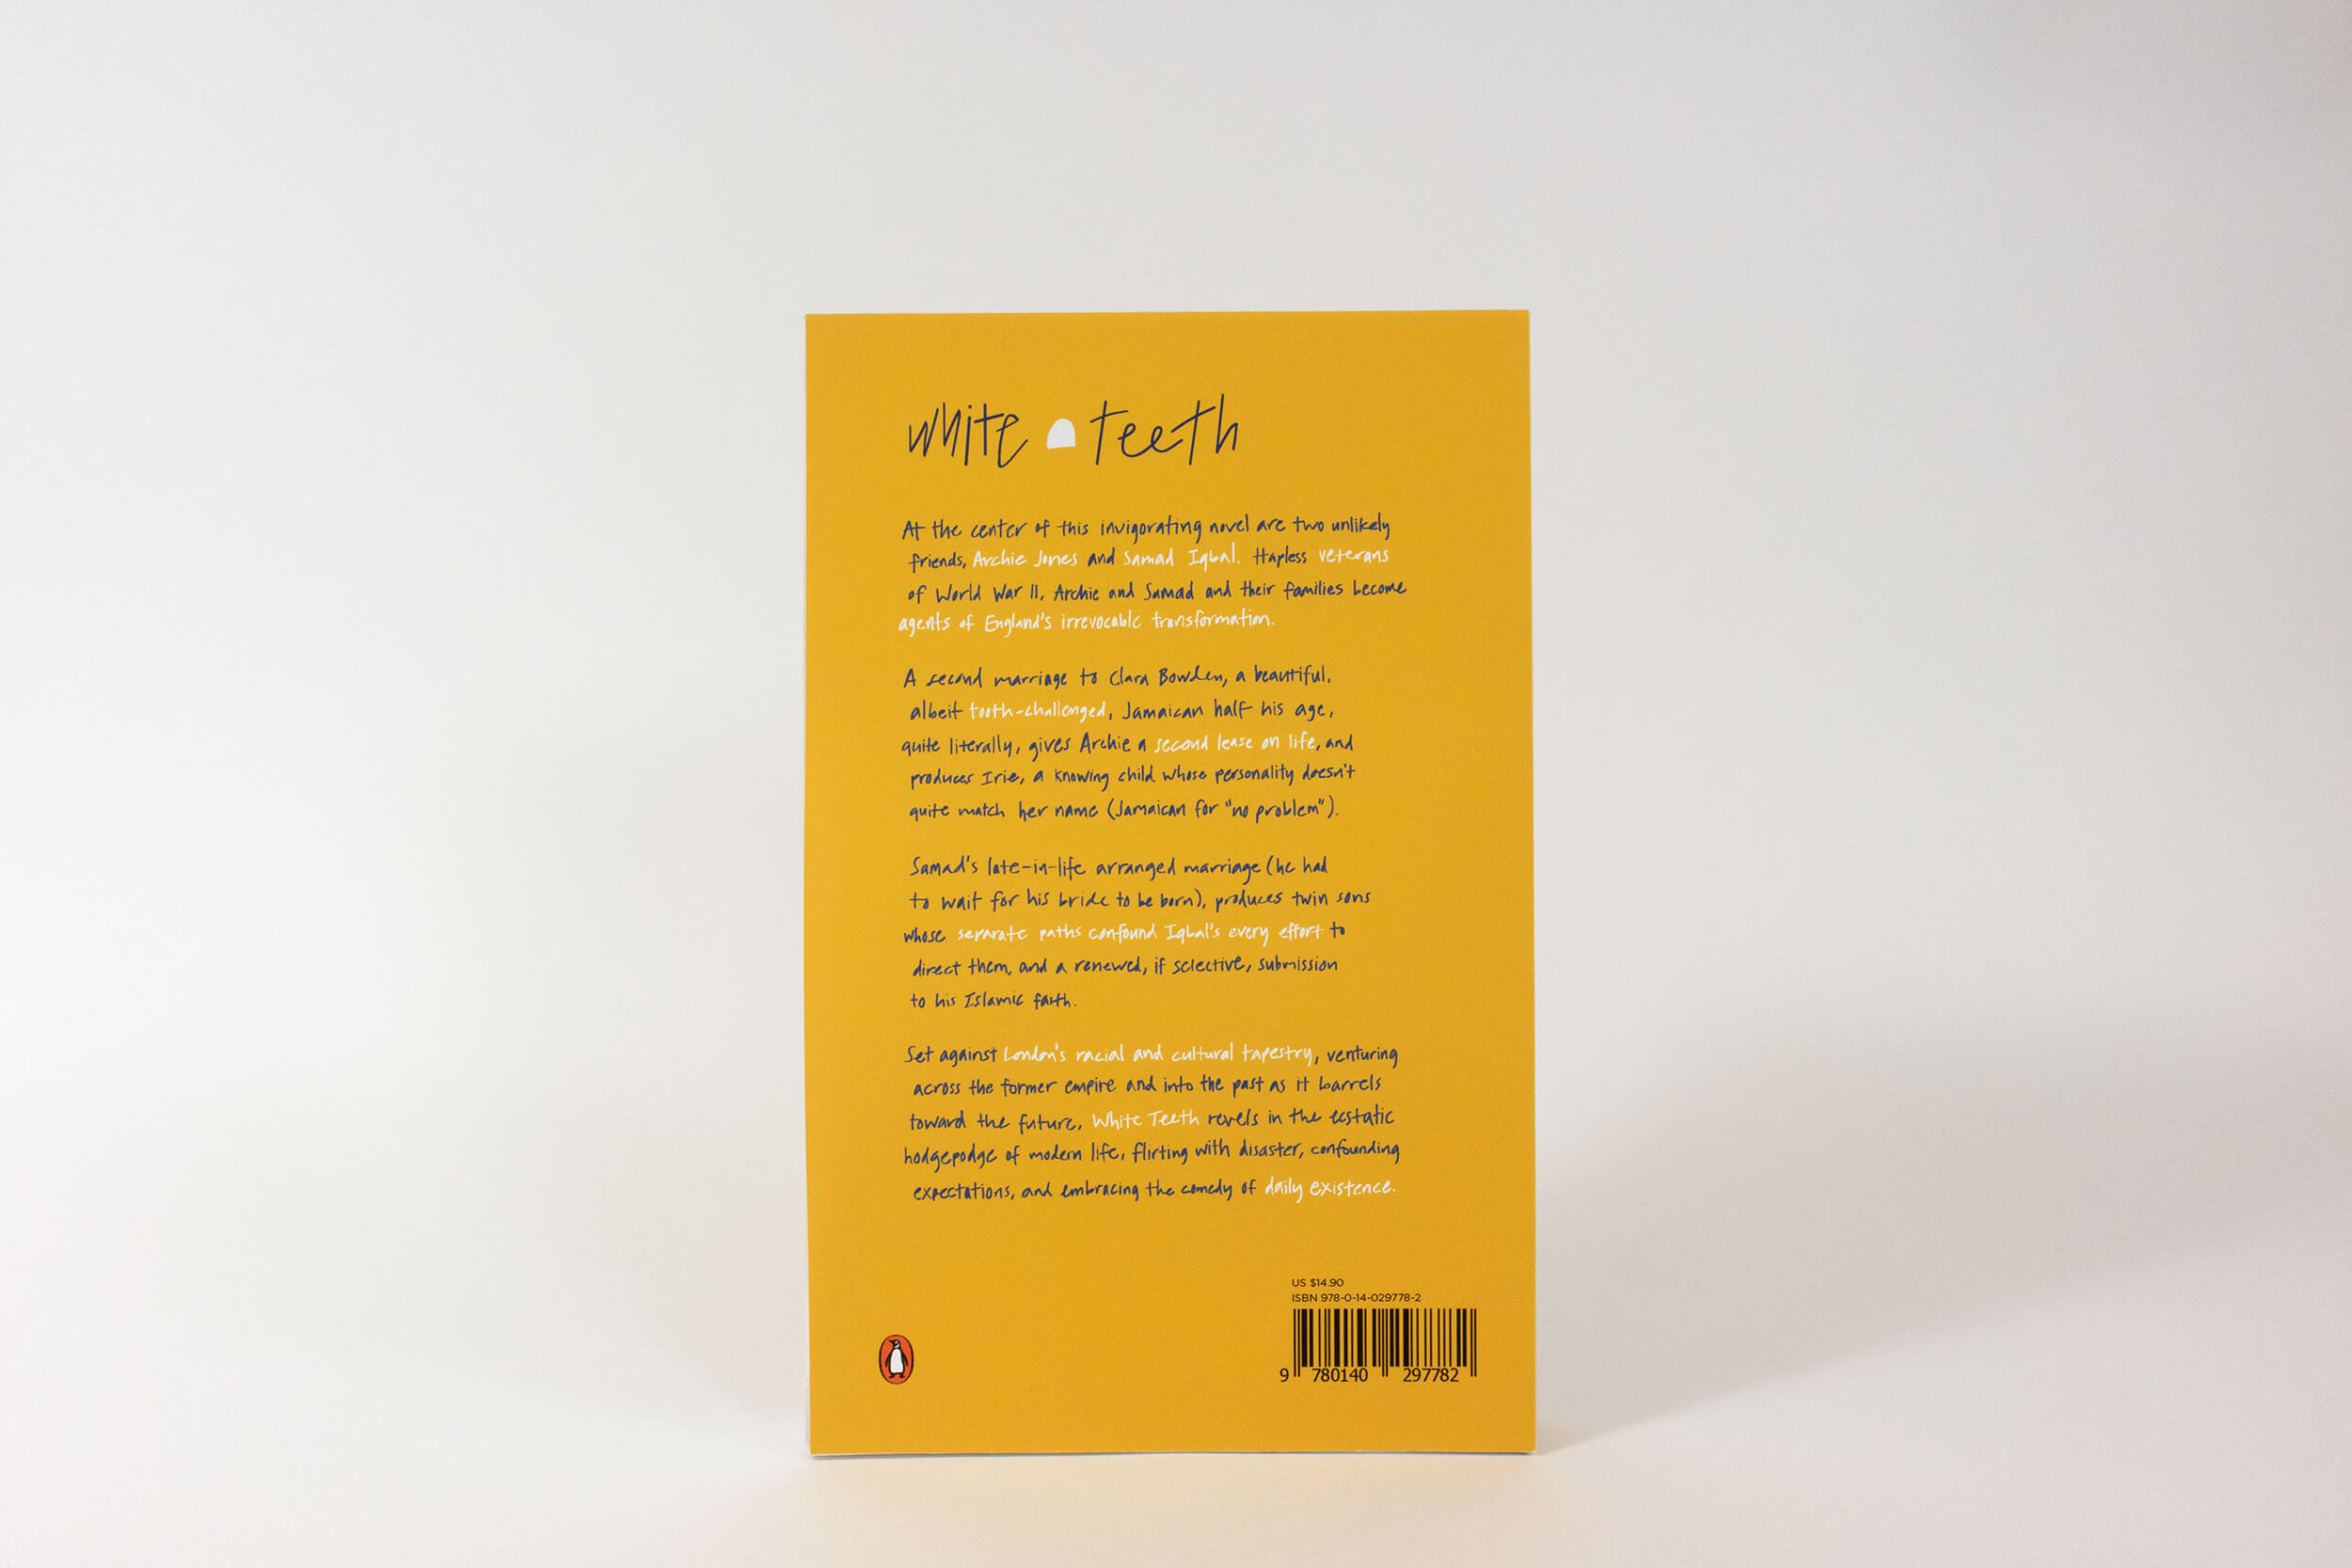 white teeth
At the center of this invigorating novel are two unlikely
friends, Archie Jones and Samad Iqbal. Hapless veterans
of World War II, Archie and Samad and their families become
agents of England's irrevocable transformation.
A second marriage to Clara Bowden, a beautiful,
albeit tooth-challenged, Jamaican half his age,
quite literally, gives Archie a second lease on life, and
produces Irie, a knowing child whose personality doesn't
quite match her name (Jamaican for "no problem").
Samad's late-in-life arranged marriage (he had
to wait for his bride to be born), produces twin sons
whose separate paths confound Iqbal's every effort to
direct them, and a renewed, if selective, submission
to his Islamic faith.
Set against London's racial and cultural tapestry, venturing
across the former empire and into the past as it barrels
toward the future, White Teeth revels in the ecstatic
hodgepodge of modern life, flirting with disaster, confounding
expectations, and embracing the comedy of daily existence.
US $14.90
ISBN 978-0-14-029778-2
9 780140 297782